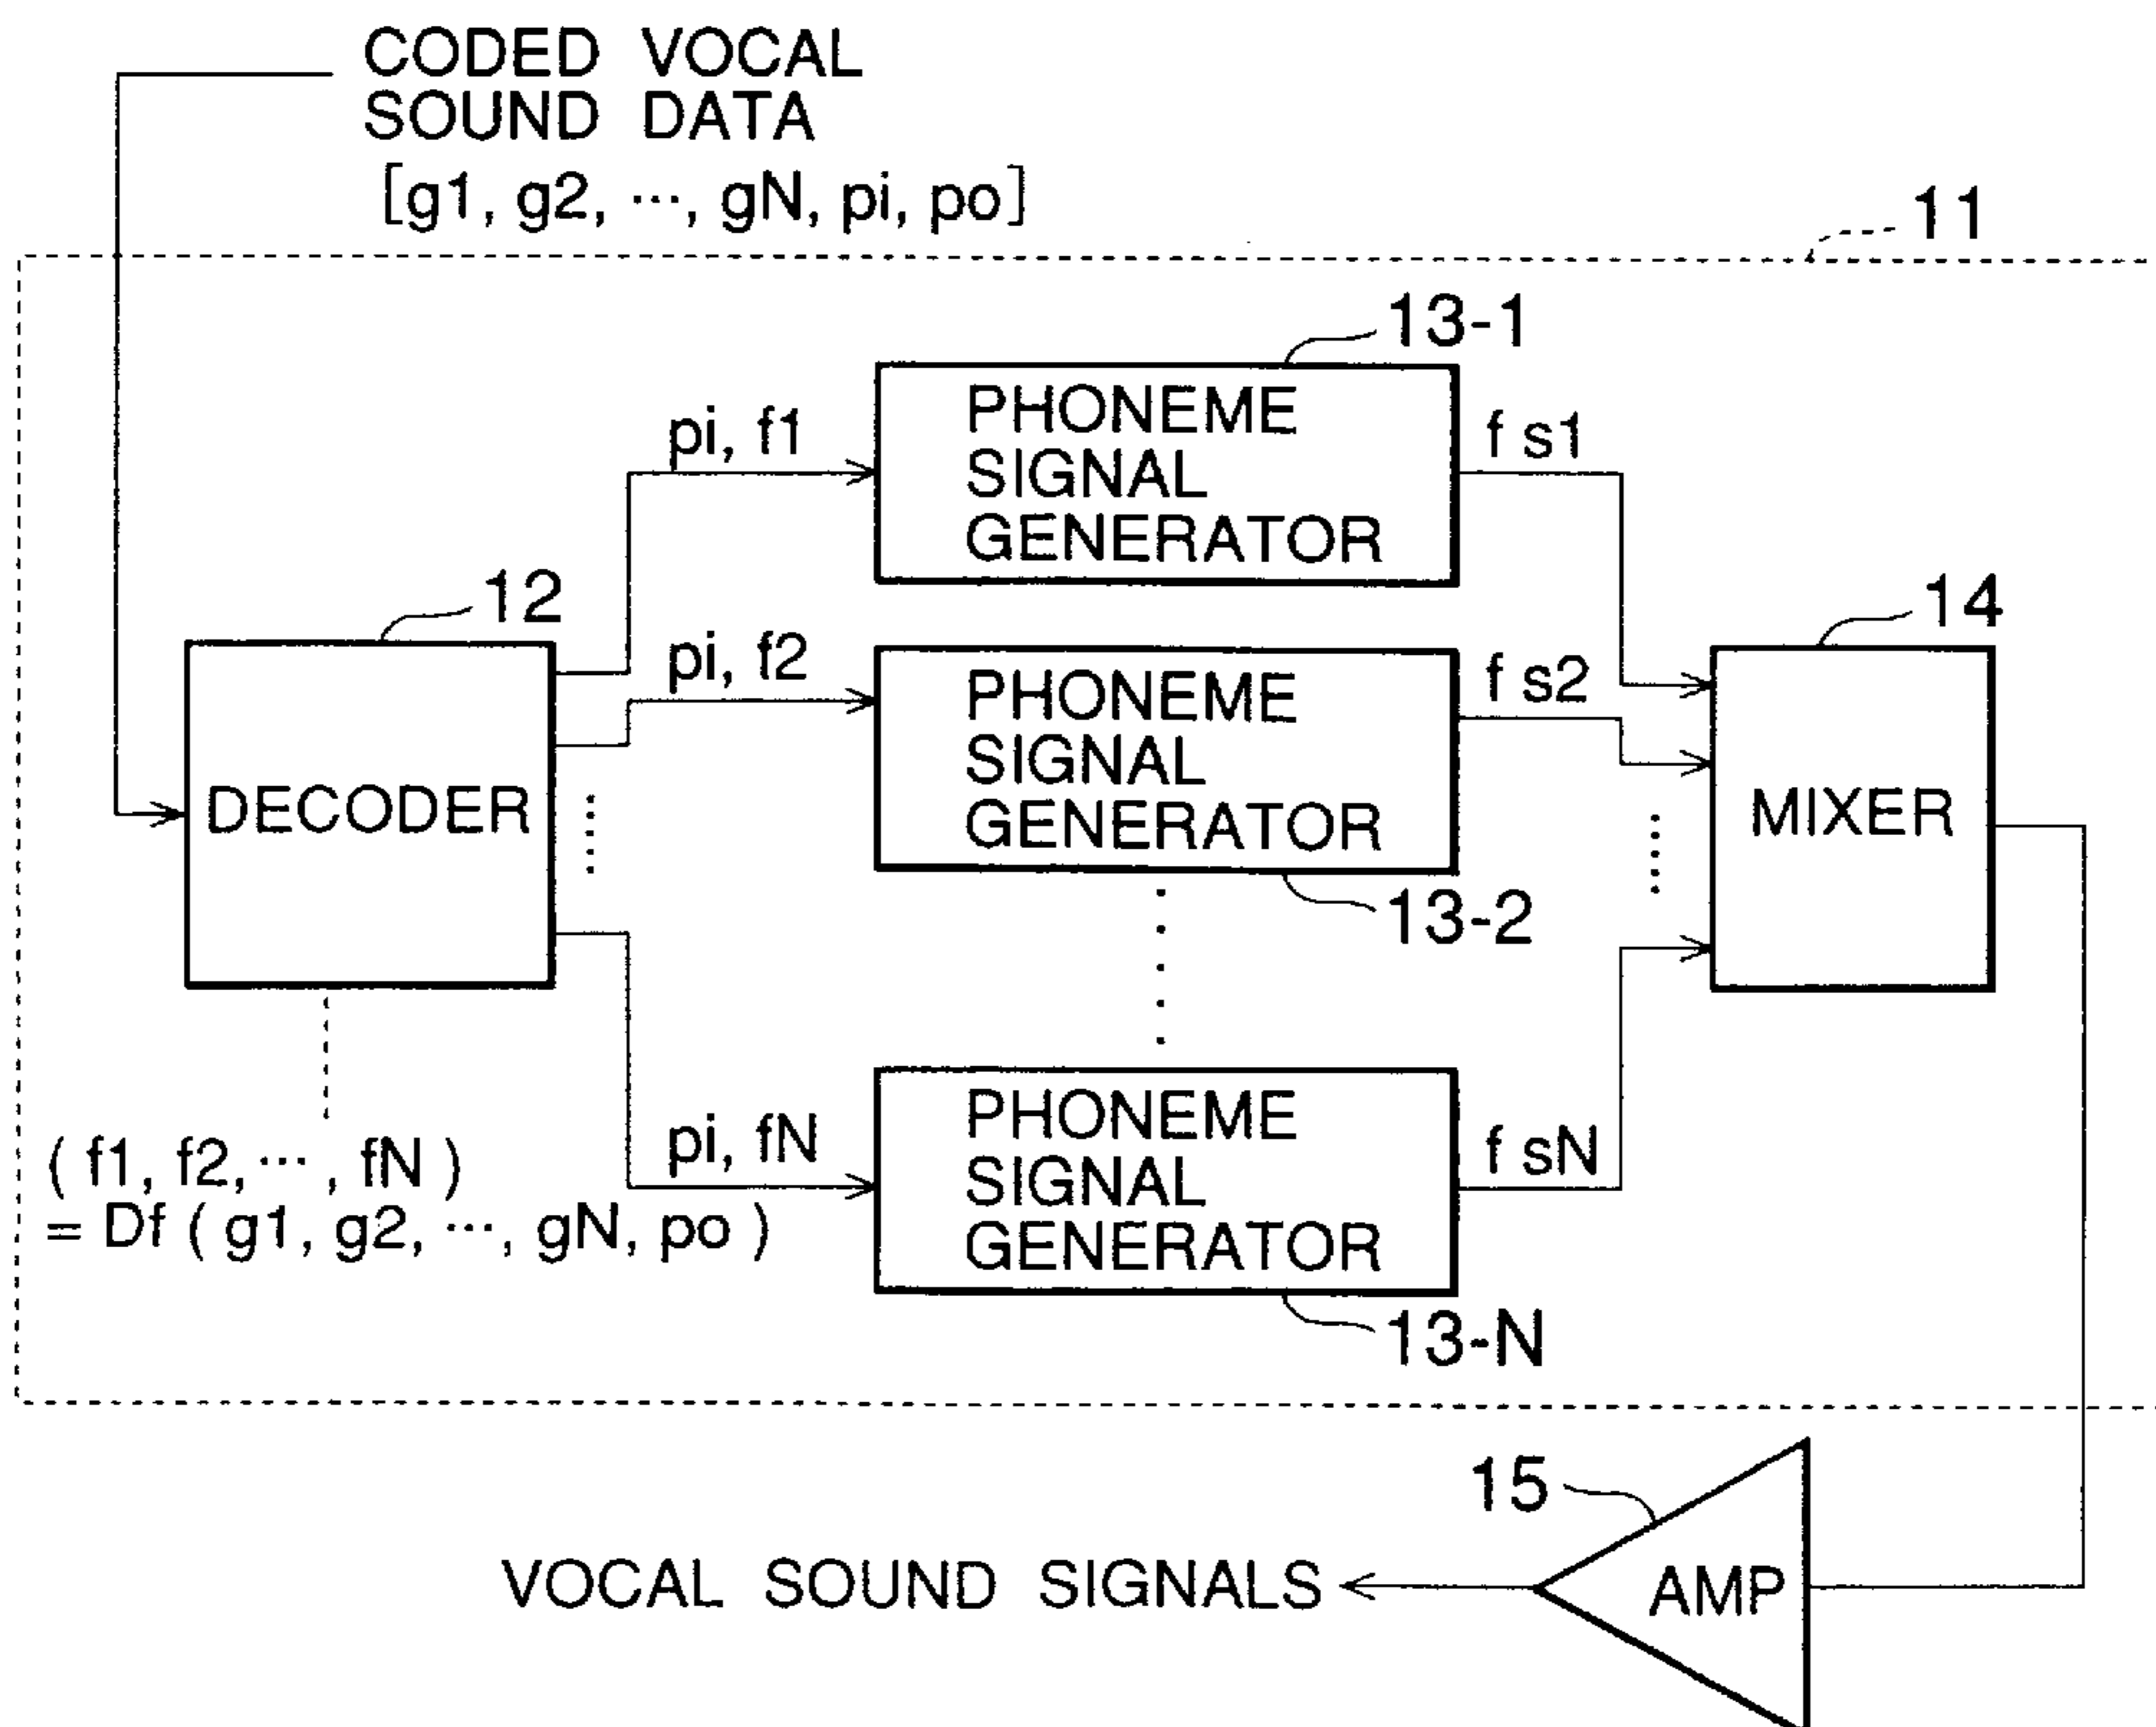 CODED VOCAL
SOUND DATA
[g1, g2, ···, gN, pi, po]
11
13-1
pi, f1
PHONEME
SIGNAL
GENERATOR
f s1
12
14
pi, f2
PHONEME
SIGNAL
GENERATOR
f s2
DECODER
MIXER
13-2
pi, fN
PHONEME
SIGNAL
GENERATOR
f sN
( f1, f2, ··· , fN )
= Df ( g1, g2, ···, gN, po )
13-N
15
VOCAL SOUND SIGNALS
AMP